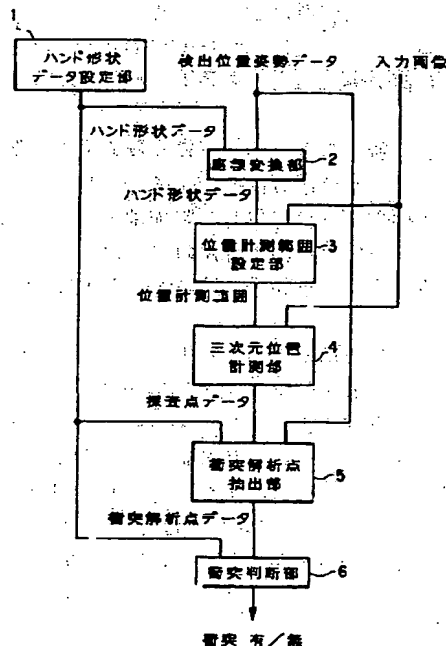 1
ハンド形状
データ設定部
検出位置姿勢データ
入力画像
ハンド形状データ
座標変換部
2
ハンド形状データ
位置計測範囲
設定部
3
位置計測範囲
三次元位置
計測部
4
探査点データ
衝突解析点
抽出部
5
衝突解析点データ
衝突判断部
6
衝突 有/無